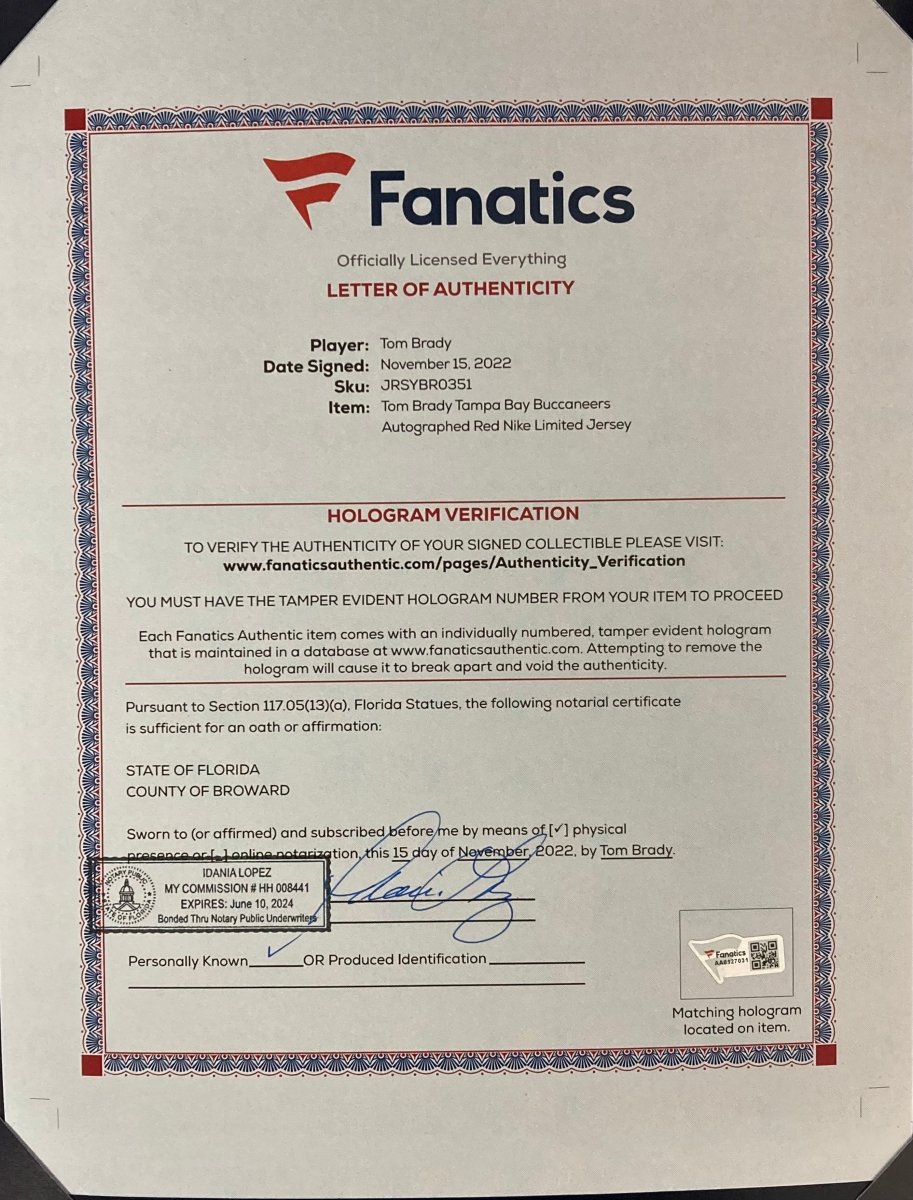 Fanatics
Officially Licensed Everything
LETTER OF AUTHENTICITY
Player: Tom Brady
Date Signed: November 15, 2022
Sku: JRSYBR0351
Item: Tom Brady Tampa Bay Buccaneers
Autographed Red Nike Limited Jersey
HOLOGRAM VERIFICATION
TO VERIFY THE AUTHENTICITY OF YOUR SIGNED COLLECTIBLE PLEASE VISIT:
www.fanaticsauthentic.com/pages/Authenticity_Verification
YOU MUST HAVE THE TAMPER EVIDENT HOLOGRAM NUMBER FROM YOUR ITEM TO PROCEED
Each Fanatics Authentic item comes with an individually numbered, tamper evident hologram
that is maintained in a database at www.fanaticsauthentic.com. Attempting to remove the
hologram will cause it to break apart and void the authenticity.
Pursuant to Section 117.05(13)(a), Florida Statues, the following notarial certificate
is sufficient for an oath or affirmation:
STATE OF FLORIDA
COUNTY OF BROWARD
Sworn to (or affirmed) and subscribed before me by means of [✓] physical
presence or [_] online notarization, this 15 day of November, 2022, by Tom Brady.
NOTARY PUBLIC
STATE OF FLORIDA
IDANIA LOPEZ
MY COMMISSION # HH 008441
EXPIRES: June 10, 2024
Bonded Thru Notary Public Underwriters
Personally Known ✓ OR Produced Identification
Fanatics
Matching hologram
located on item.